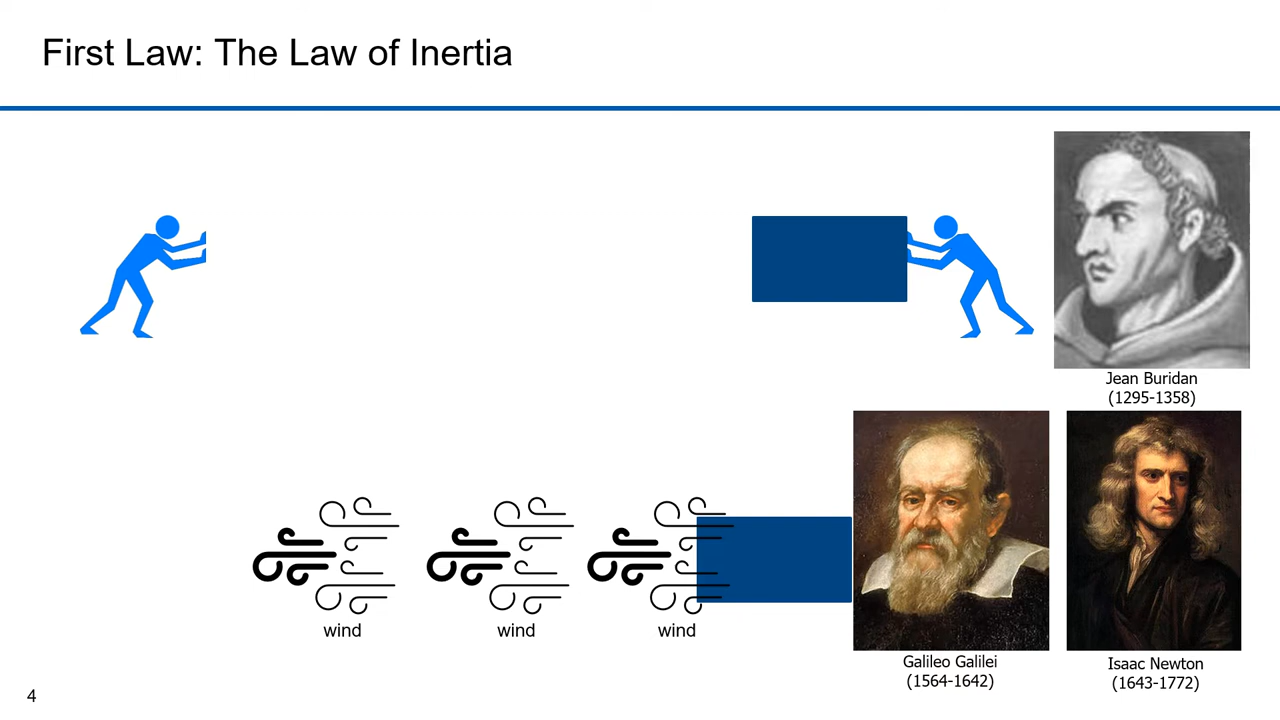 First Law: The Law of Inertia
Jean Buridan
(1295-1358)
wind
wind
wind
Galileo Galilei
(1564-1642)
Isaac Newton
(1643-1772)
4